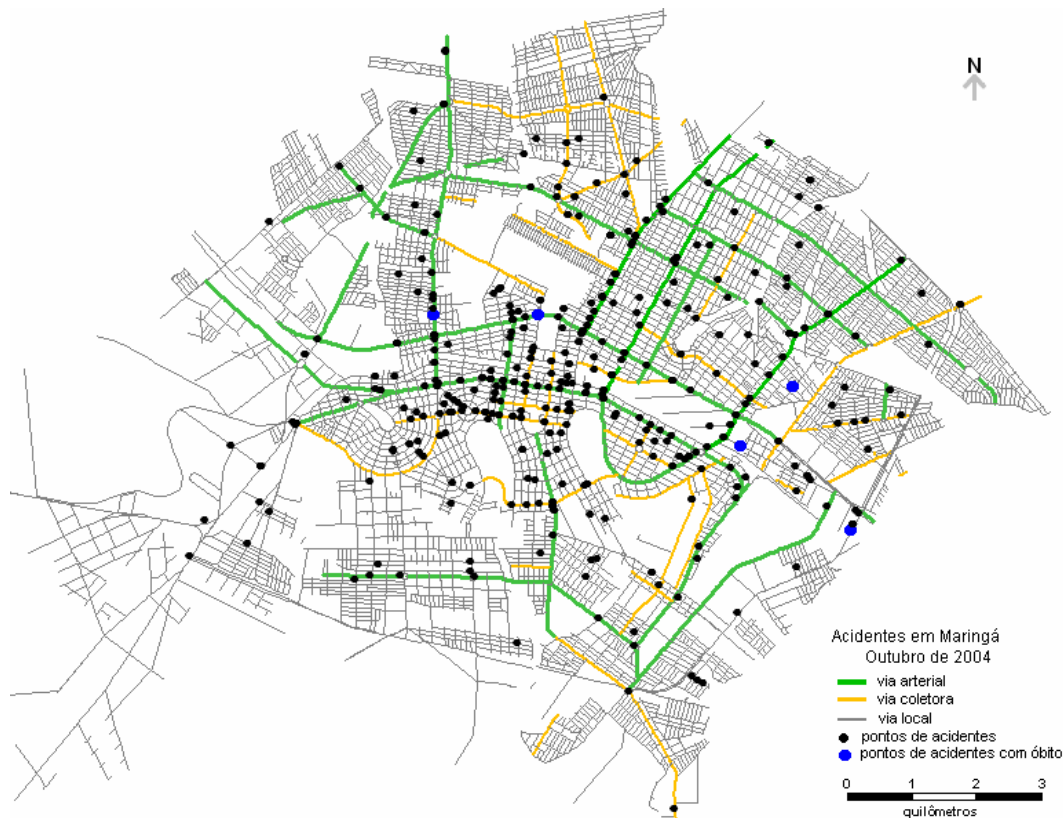 N
Acidentes em Maringá
Outubro de 2004
via arterial
via coletora
via local
pontos de acidentes
pontos de acidentes com óbito
0 1 2 3
quilômetros